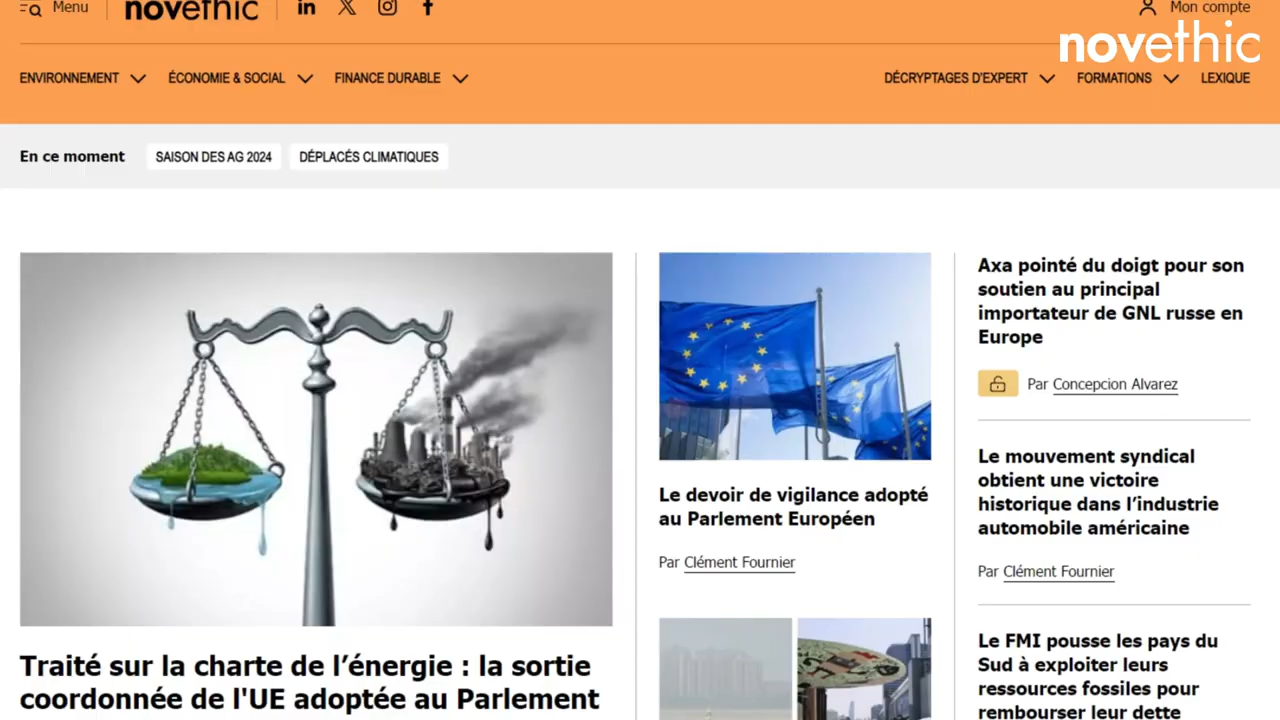 Menu
novethic
in
f
Mon compte
novethic
ENVIRONNEMENT
ÉCONOMIE & SOCIAL
FINANCE DURABLE
DÉCRYPTAGES D'EXPERT
FORMATIONS
LEXIQUE
En ce moment
SAISON DES AG 2024
DÉPLACÉS CLIMATIQUES
Traité sur la charte de l’énergie : la sortie
coordonnée de l'UE adoptée au Parlement
Le devoir de vigilance adopté
au Parlement Européen
Par Clément Fournier
Axa pointé du doigt pour son
soutien au principal
importateur de GNL russe en
Europe
Par Concepcion Alvarez
Le mouvement syndical
obtient une victoire
historique dans l’industrie
automobile américaine
Par Clément Fournier
Le FMI pousse les pays du
Sud à exploiter leurs
ressources fossiles pour
rembourser leur dette